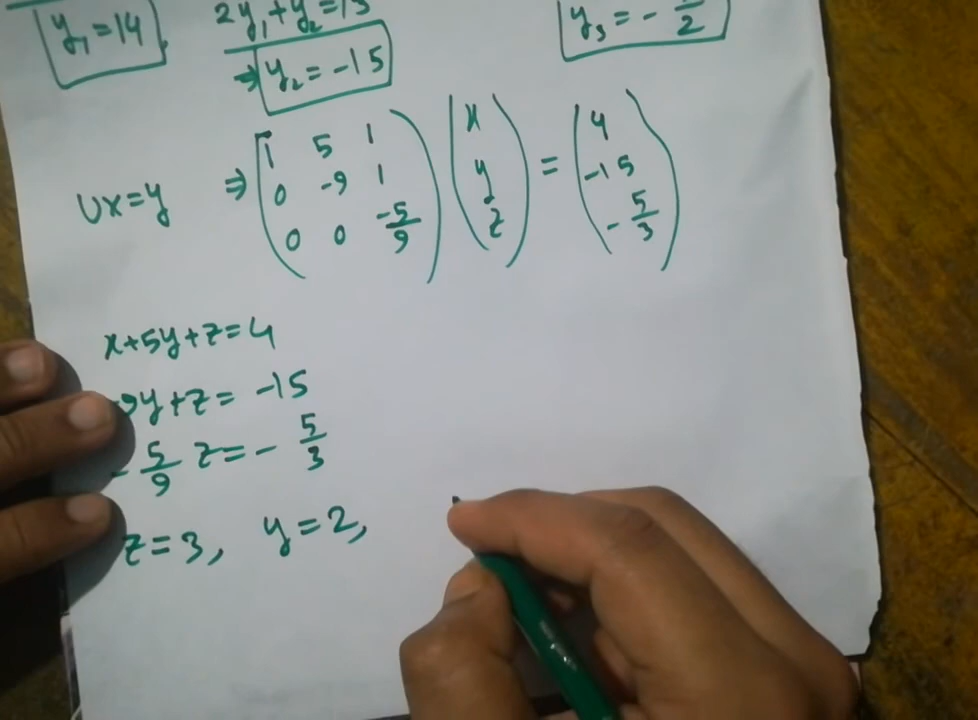 y₁=14, 2y₁+y₂=13
⇒ y₂=-15
Ux=y ⇒ (1 5 1; 0 -9 1; 0 0 -5/9) (x; y; z) = (4; -15; -5/3)
x+5y+z=4
-9y+z=-15
-5/9 z=-5/3
z=3, y=2,